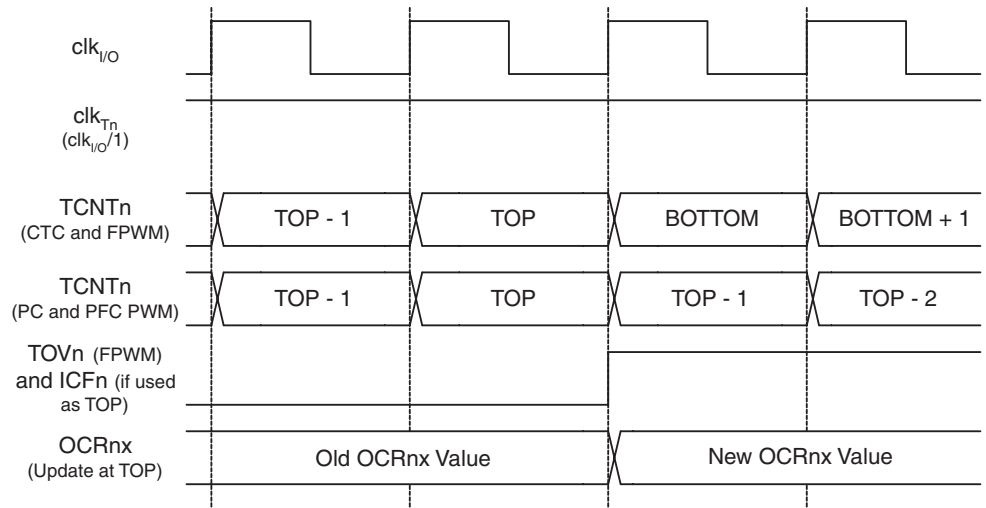 clkI/O
clkTn
(clkI/O/1)
TCNTn
(CTC and FPWM)
TOP - 1
TOP
BOTTOM
BOTTOM + 1
TCNTn
(PC and PFC PWM)
TOP - 1
TOP
TOP - 1
TOP - 2
TOVn (FPWM)
and ICFn (if used
as TOP)
OCRnx
(Update at TOP)
Old OCRnx Value
New OCRnx Value